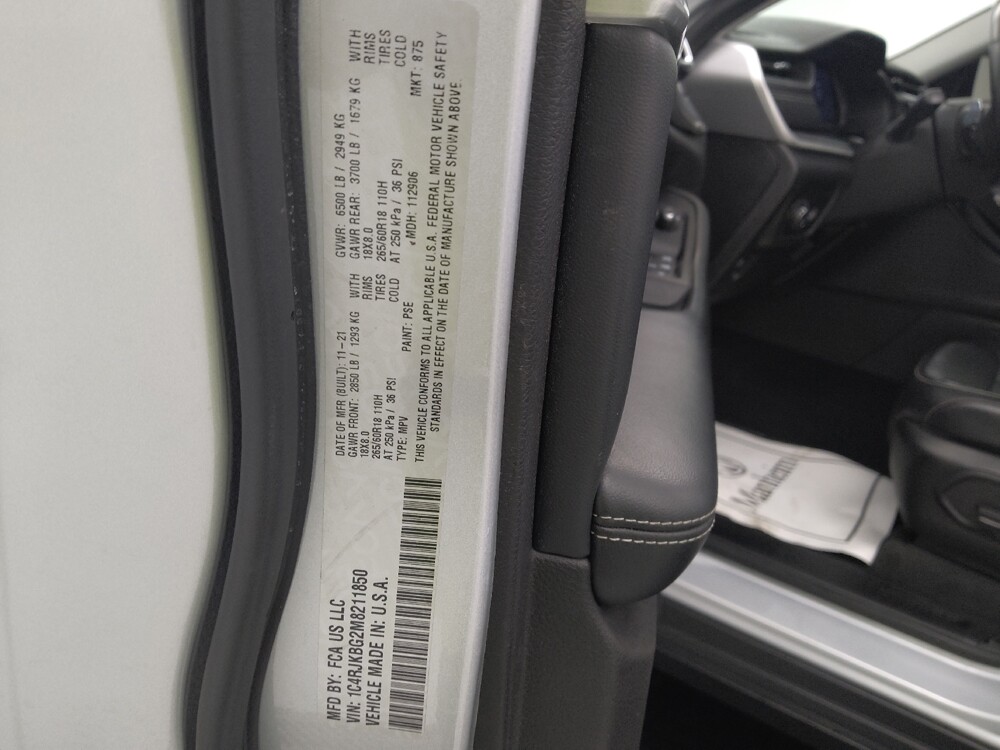 MFD BY: FCA US LLC
VIN: 1C4RJKBG2M8211850
VEHICLE MADE IN: U.S.A.
DATE OF MFR (BUILT): 11-21 GVWR: 6500 LB / 2949 KG
GAWR FRONT: 2850 LB / 1293 KG WITH GAWR REAR: 3700 LB / 1679 KG WITH
18X8.0 RIMS 18X8.0 RIMS
265/60R18 110H TIRES 265/60R18 110H TIRES
AT 250 kPa / 36 PSI COLD AT 250 kPa / 36 PSI COLD
TYPE: MPV PAINT: PSE MDH: 112906 MKT: 875
THIS VEHICLE CONFORMS TO ALL APPLICABLE U.S.A. FEDERAL MOTOR VEHICLE SAFETY
STANDARDS IN EFFECT ON THE DATE OF MANUFACTURE SHOWN ABOVE.